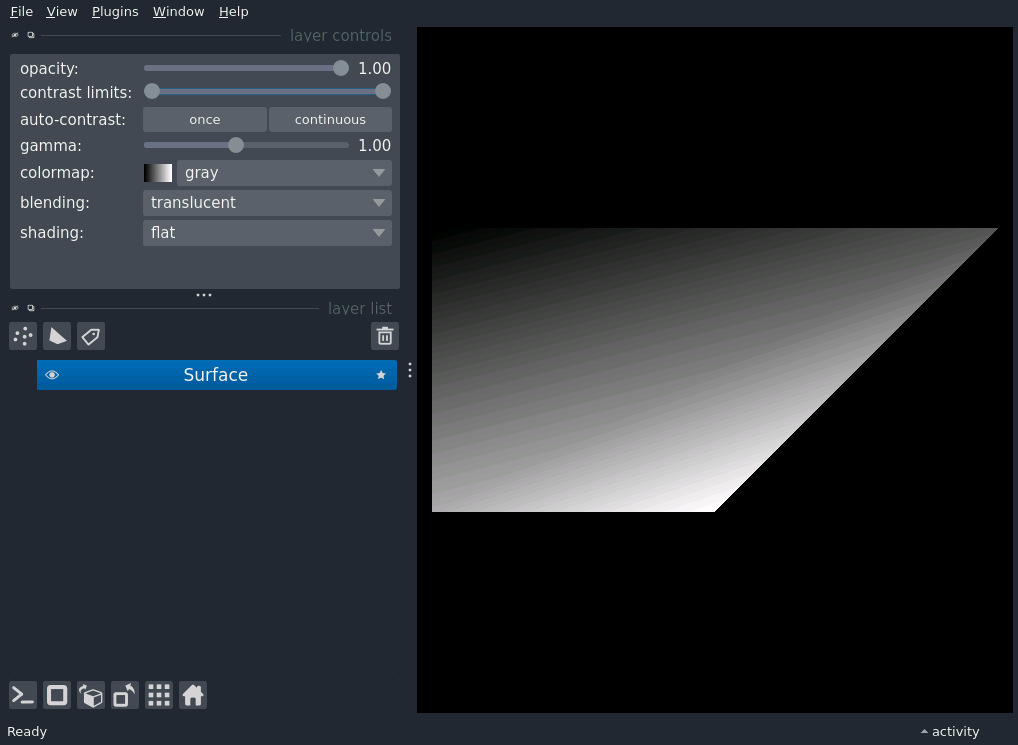 File View Plugins Window Help
layer controls
opacity: 1.00
contrast limits:
auto-contrast: once continuous
gamma: 1.00
colormap: gray
blending: translucent
shading: flat
layer list
Surface
Ready
activity